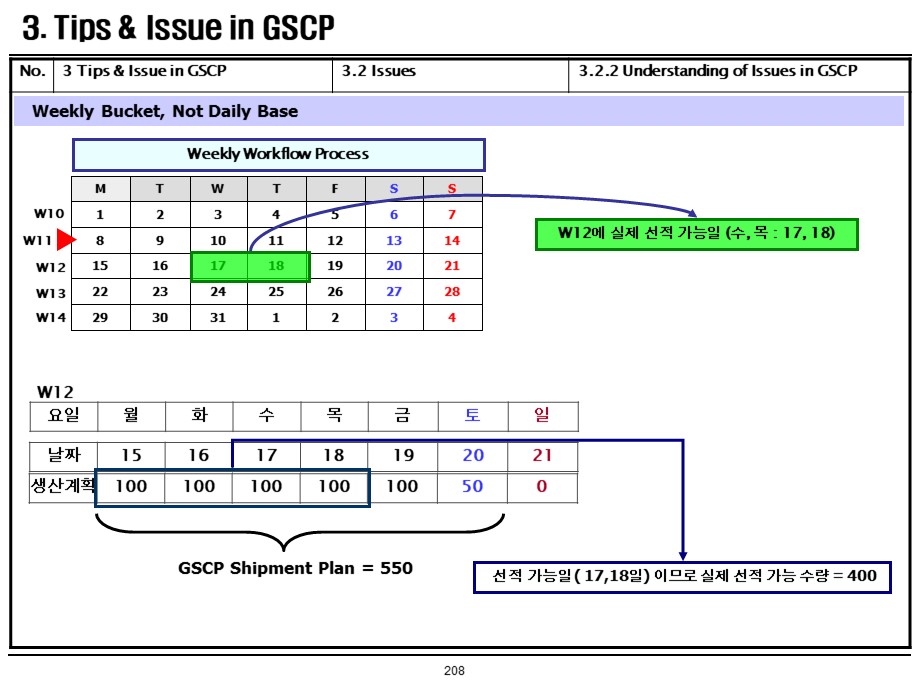 3. Tips & Issue in GSCP
No. 3 Tips & Issue in GSCP 3.2 Issues 3.2.2 Understanding of Issues in GSCP
Weekly Bucket, Not Daily Base
Weekly Workflow Process
M T W T F S S
W10 1 2 3 4 5 6 7
W11 8 9 10 11 12 13 14
W12 15 16 17 18 19 20 21
W13 22 23 24 25 26 27 28
W14 29 30 31 1 2 3 4
W12에 실제 선적 가능일 (수, 목 : 17, 18)
W12
요일 월 화 수 목 금 토 일
날짜 15 16 17 18 19 20 21
생산계획 100 100 100 100 100 50 0
GSCP Shipment Plan = 550
선적 가능일 ( 17,18일) 이므로 실제 선적 가능 수량 = 400
208